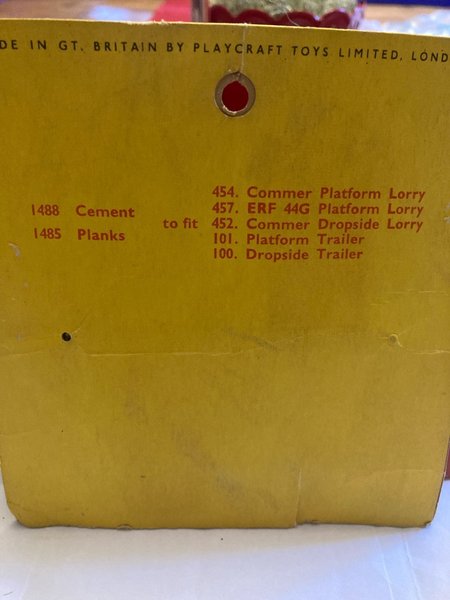 DE IN GT. BRITAIN BY PLAYCRAFT TOYS LIMITED, LOND
1488 Cement
1485 Planks
to fit
454. Commer Platform Lorry
457. ERF 44G Platform Lorry
452. Commer Dropside Lorry
101. Platform Trailer
100. Dropside Trailer